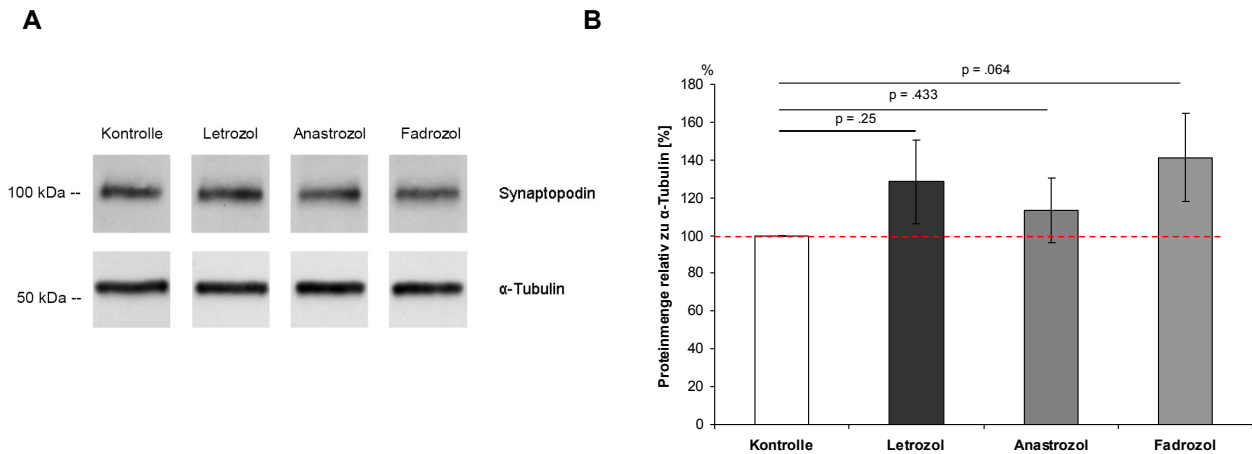 A
Kontrolle Letrozol Anastrozol Fadrozol
100 kDa --
Synaptopodin
50 kDa --
α-Tubulin
B
%
Proteinmenge relativ zu α-Tubulin [%]
180
160
140
120
100
80
60
40
20
0
p = .064
p = .433
p = .25
Kontrolle Letrozol Anastrozol Fadrozol